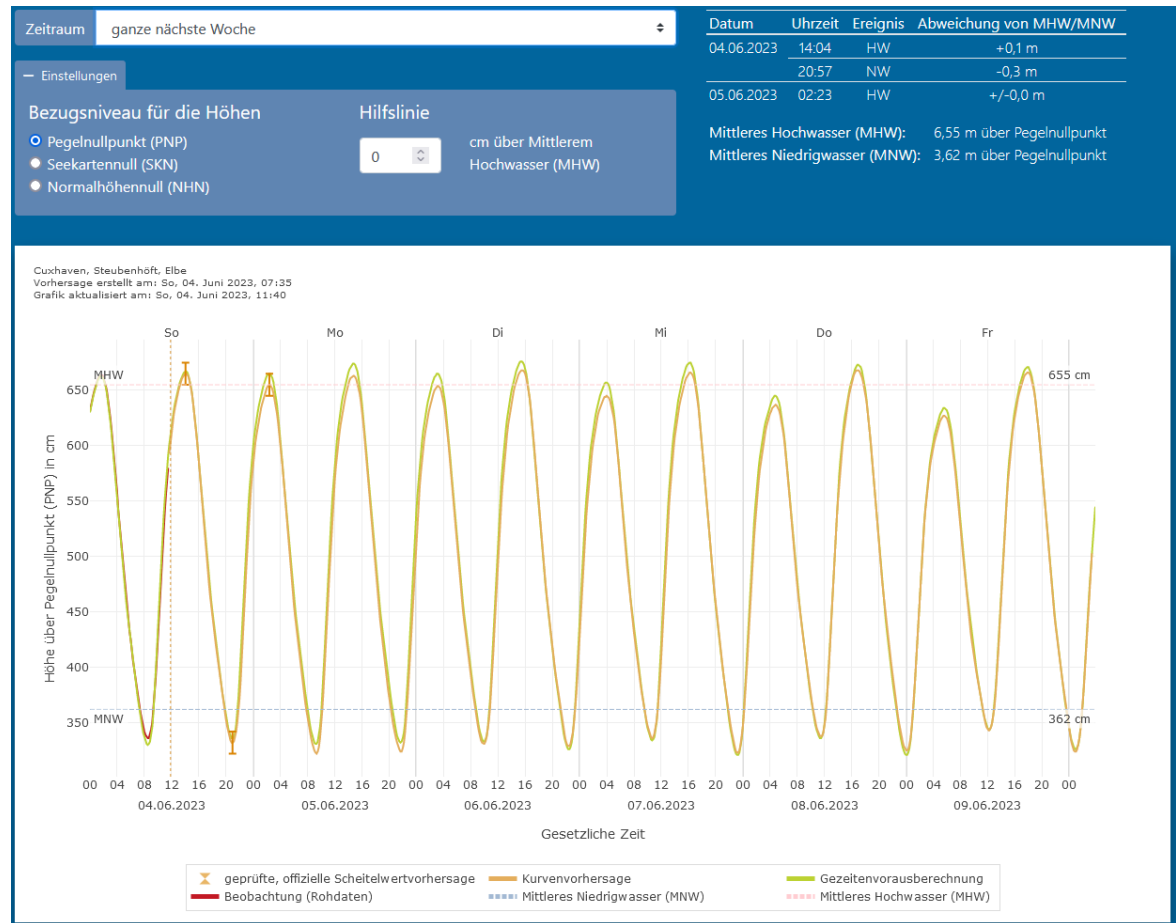 Zeitraum ganze nächste Woche
Datum Uhrzeit Ereignis Abweichung von MHW/MNW
04.06.2023 14:04 HW +0,1 m
20:57 NW -0,3 m
05.06.2023 02:23 HW +/-0,0 m
Mittleres Hochwasser (MHW): 6,55 m über Pegelnullpunkt
Mittleres Niedrigwasser (MNW): 3,62 m über Pegelnullpunkt
− Einstellungen
Bezugsniveau für die Höhen
Pegelnullpunkt (PNP)
Seekartennull (SKN)
Normalhöhennull (NHN)
Hilfslinie
0 cm über Mittlerem
Hochwasser (MHW)
Cuxhaven, Steubenhöft, Elbe
Vorhersage erstellt am: So, 04. Juni 2023, 07:35
Grafik aktualisiert am: So, 04. Juni 2023, 11:40
So Mo Di Mi Do Fr
MHW 655 cm
650
600
550
500
450
400
350
MNW 362 cm
Höhe über Pegelnullpunkt (PNP) in cm
00 04 08 12 16 20 00 04 08 12 16 20 00 04 08 12 16 20 00 04 08 12 16 20 00 04 08 12 16 20 00 04 08 12 16 20 00
04.06.2023 05.06.2023 06.06.2023 07.06.2023 08.06.2023 09.06.2023
Gesetzliche Zeit
geprüfte, offizielle Scheitelwertvorhersage Kurvenvorhersage Gezeitenvorausberechnung
Beobachtung (Rohdaten) Mittleres Niedrigwasser (MNW) Mittleres Hochwasser (MHW)